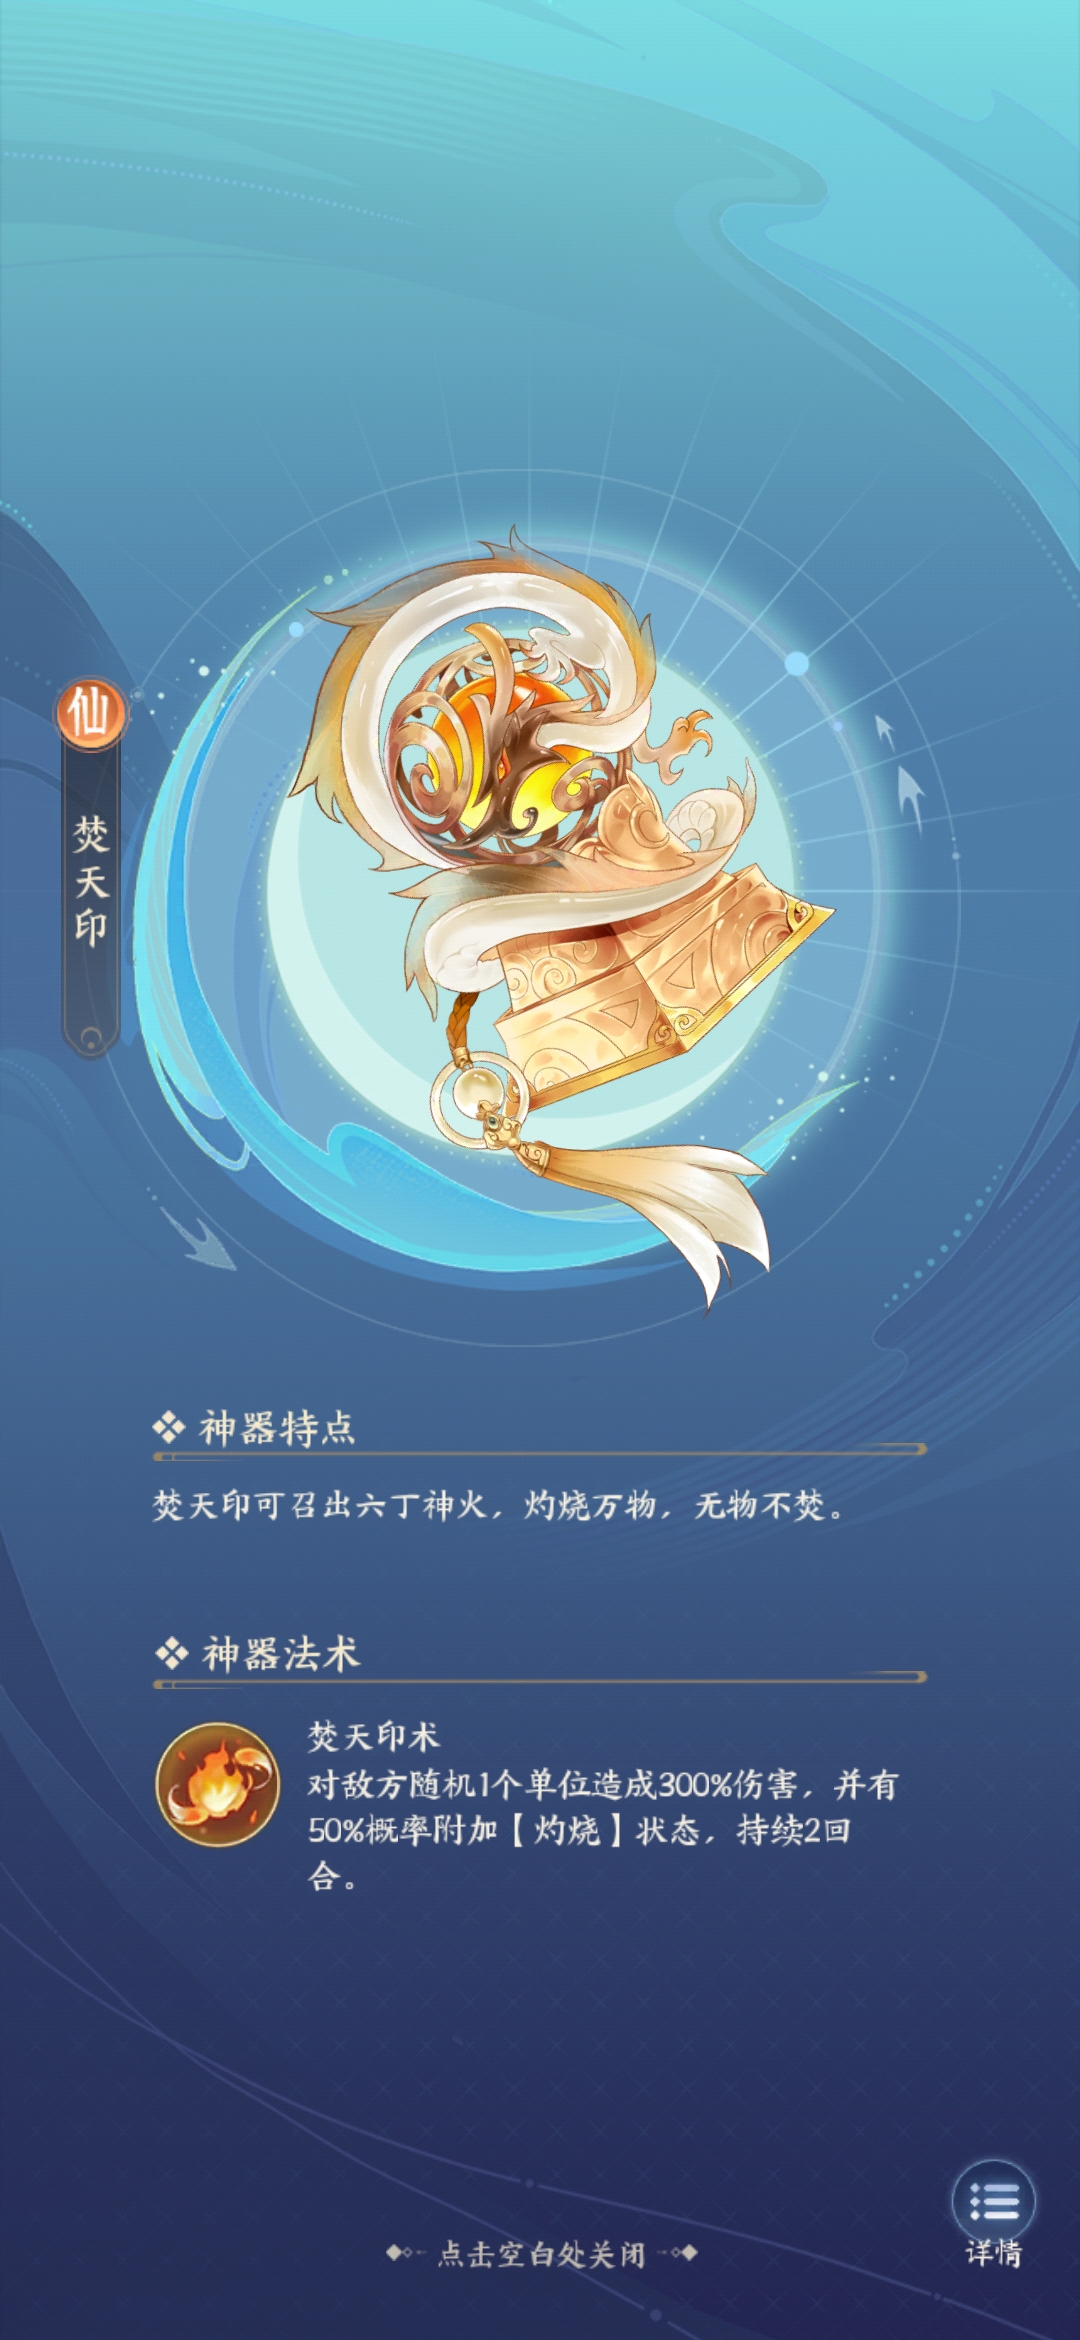 仙
焚天印
神器特点
焚天印可召出六丁神火，灼烧万物，无物不焚。
神器法术
焚天印术
对敌方随机1个单位造成300%伤害，并有
50%概率附加【灼烧】状态，持续2回
合。
详情
点击空白处关闭